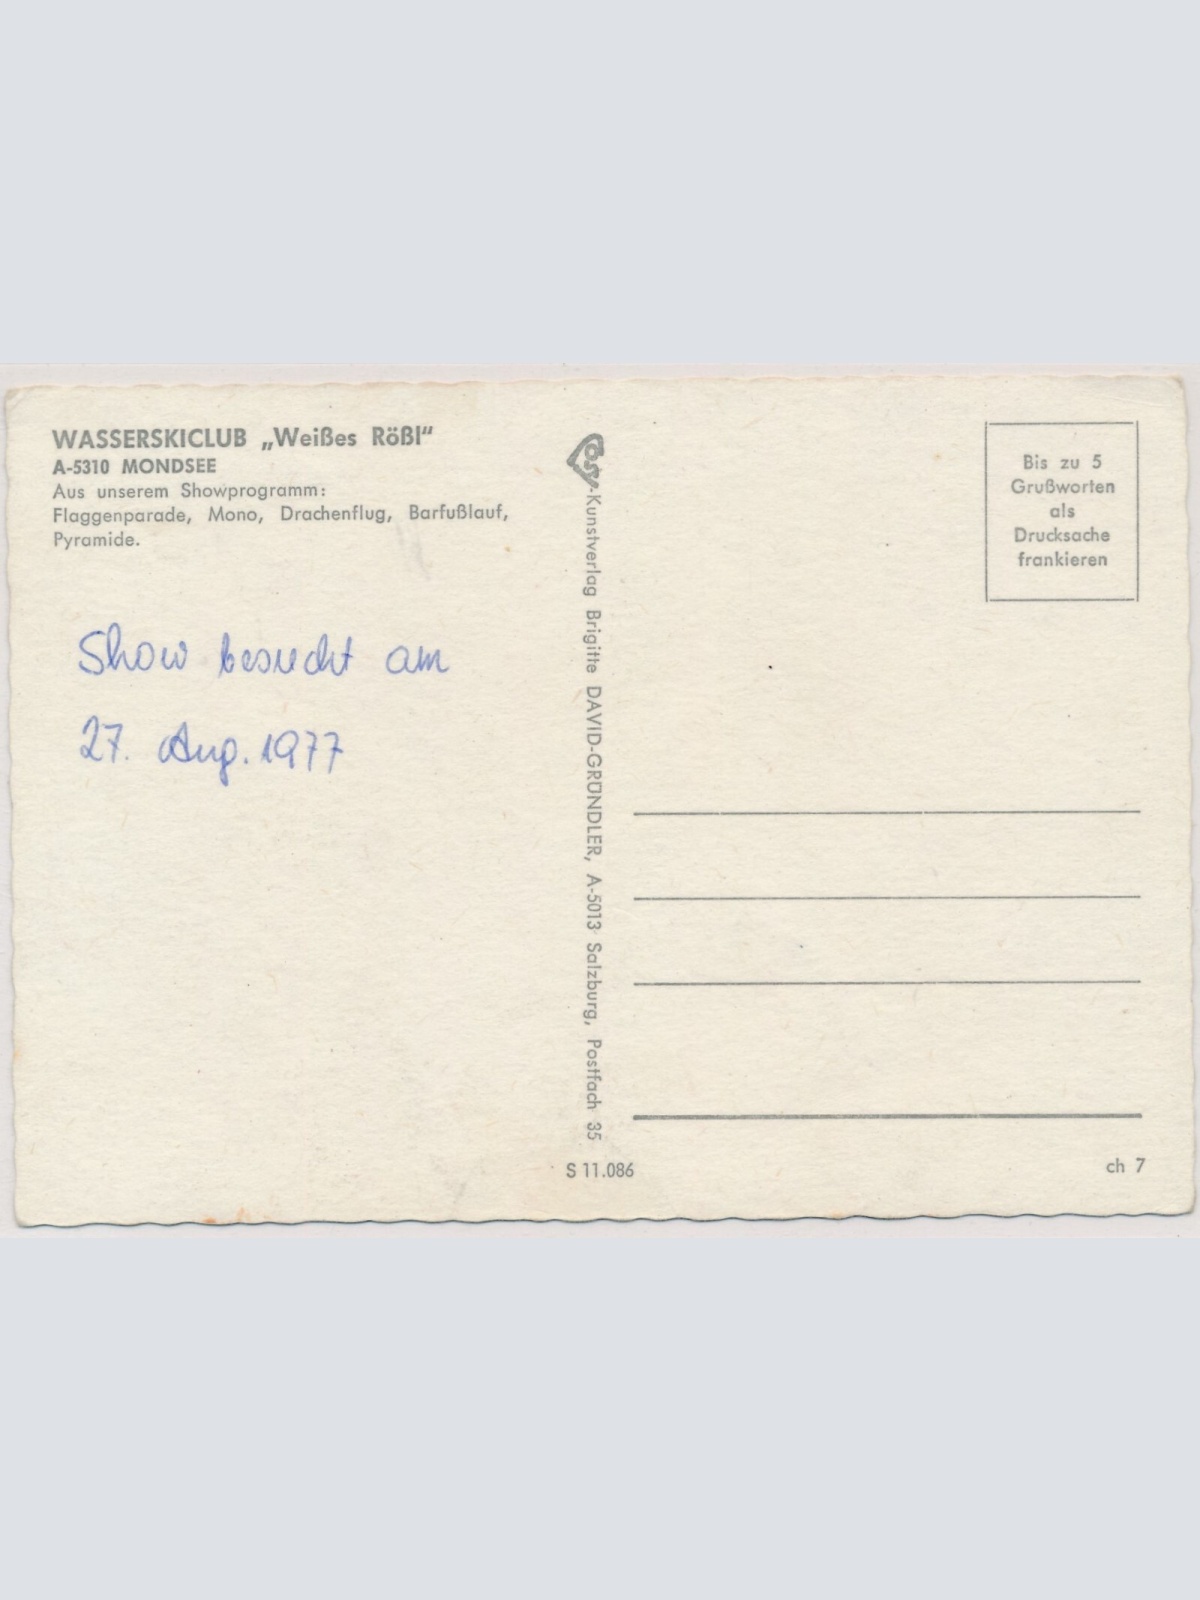 WASSERSKICLUB „Weißes Rößl“
A-5310 MONDSEE
Aus unserem Showprogramm:
Flaggenparade, Mono, Drachenflug, Barfußlauf,
Pyramide.
Show besucht am
27. Aug. 1977
-Kunstverlag Brigitte DAVID-GRÜNDLER, A-5013 Salzburg, Postfach 35
S 11.086
Bis zu 5
Grußworten
als
Drucksache
frankieren
ch 7